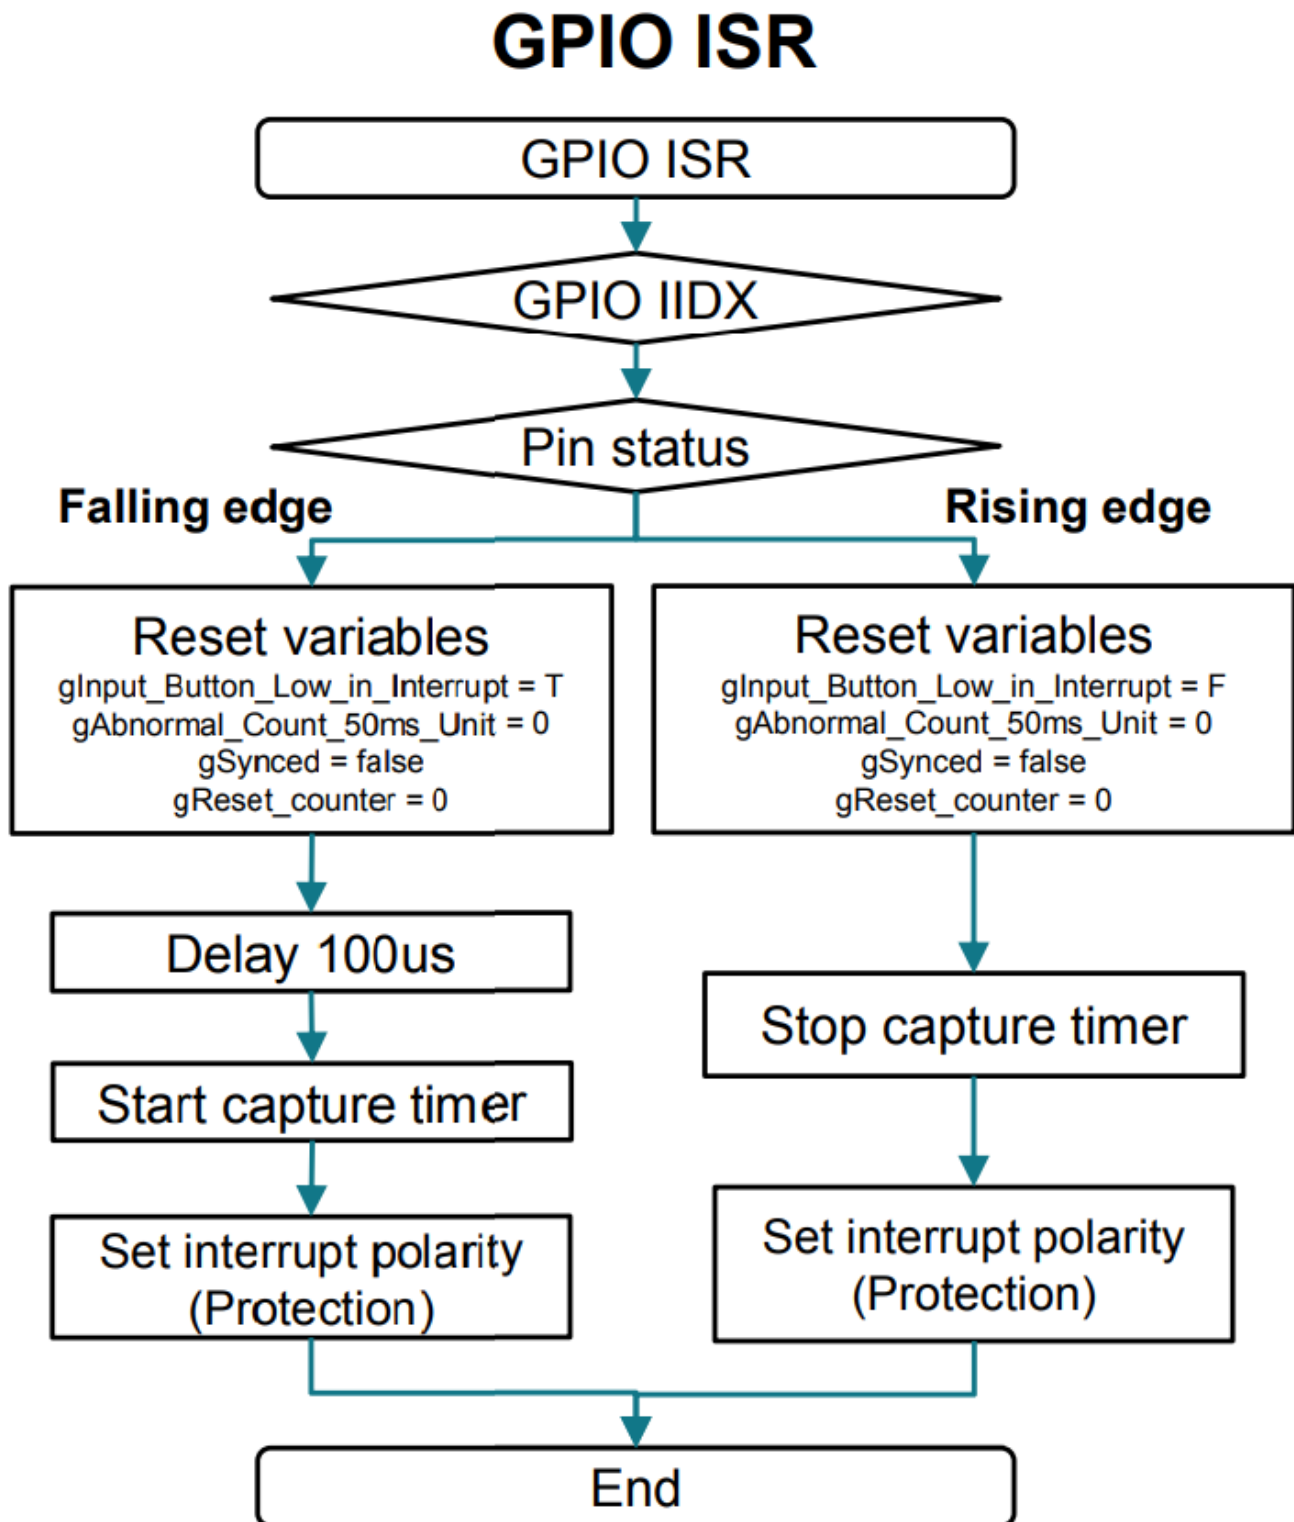 GPIO ISR
GPIO ISR
GPIO IIDX
Pin status
Falling edge
Rising edge
Reset variables
gInput_Button_Low_in_Interrupt = T
gAbnormal_Count_50ms_Unit = 0
gSynced = false
gReset_counter = 0
Reset variables
gInput_Button_Low_in_Interrupt = F
gAbnormal_Count_50ms_Unit = 0
gSynced = false
gReset_counter = 0
Delay 100us
Start capture timer
Set interrupt polarity
(Protection)
Stop capture timer
Set interrupt polarity
(Protection)
End